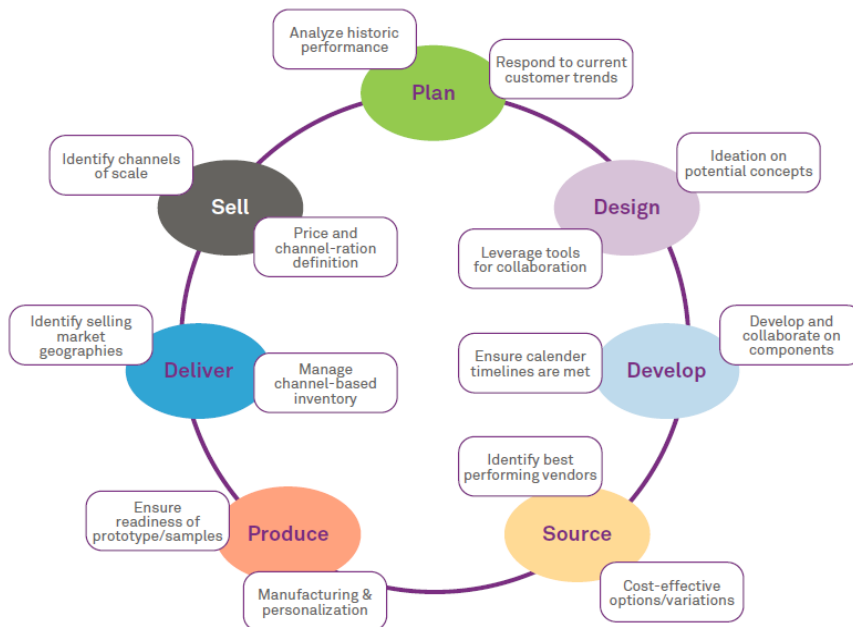 Analyze historic
performance
Respond to current
customer trends
Plan
Ideation on
potential concepts
Design
Leverage tools
for collaboration
Develop and
collaborate on
components
Ensure calender
timelines are met
Develop
Identify best
performing vendors
Source
Cost-effective
options/variations
Ensure
readiness of
prototype/samples
Produce
Manufacturing &
personalization
Identify selling
market
geographies
Deliver
Manage
channel-based
inventory
Identify channels
of scale
Sell
Price and
channel-ration
definition